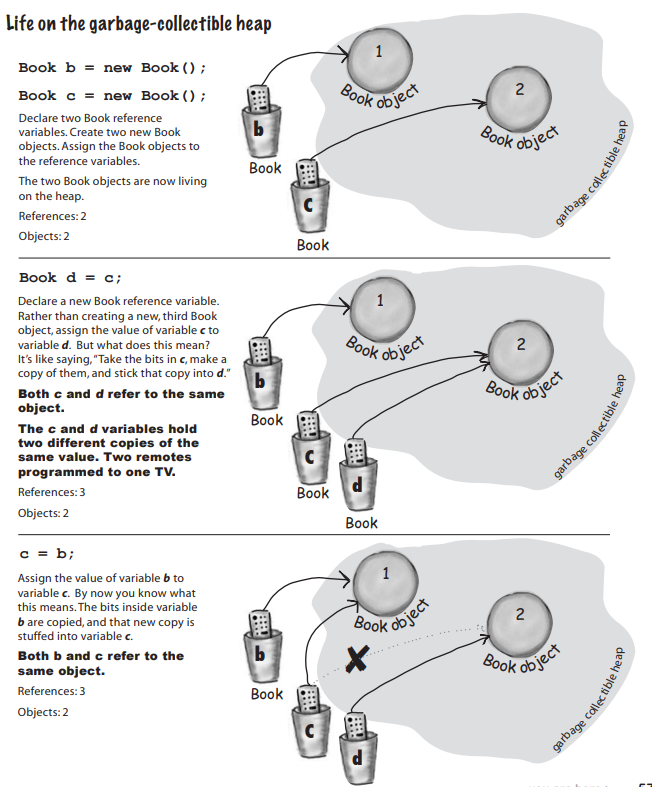 Life on the garbage-collectible heap
Book b = new Book();
Book c = new Book();
Declare two Book reference
variables. Create two new Book
objects. Assign the Book objects to
the reference variables.
The two Book objects are now living
on the heap.
References: 2
Objects: 2
1
Book object
2
Book object
b
Book
c
Book
garbage collectible heap
Book d = c;
Declare a new Book reference variable.
Rather than creating a new, third Book
object, assign the value of variable c to
variable d. But what does this mean?
It's like saying, "Take the bits in c, make a
copy of them, and stick that copy into d."
Both c and d refer to the same
object.
The c and d variables hold
two different copies of the
same value. Two remotes
programmed to one TV.
References: 3
Objects: 2
1
Book object
2
Book object
b
Book
c
Book
d
Book
garbage collectible heap
c = b;
Assign the value of variable b to
variable c. By now you know what
this means. The bits inside variable
b are copied, and that new copy is
stuffed into variable c.
Both b and c refer to the
same object.
References: 3
Objects: 2
1
Book object
2
Book object
b
Book
c
d
garbage collectible heap